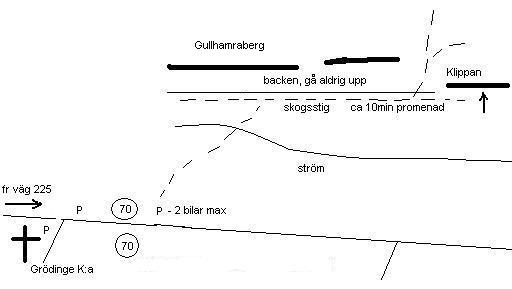 Gullhamraberg
Klippan
backen, gå aldrig upp
skogsstig
ca 10min promenad
ström
fr väg 225
P
70
P - 2 bilar max
P
70
Grödinge K:a